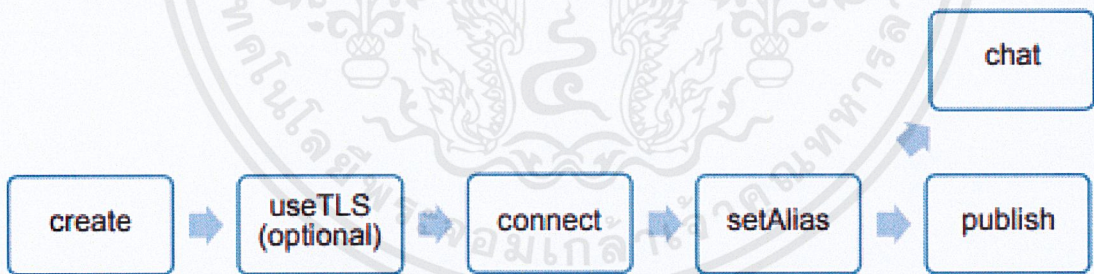 chat
create
useTLS
(optional)
connect
setAlias
publish